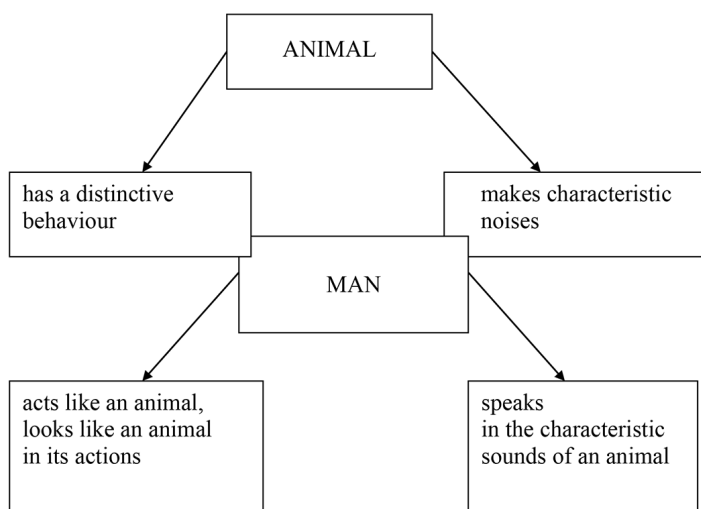 ANIMAL
has a distinctive
behaviour
makes characteristic
noises
MAN
acts like an animal,
looks like an animal
in its actions
speaks
in the characteristic
sounds of an animal